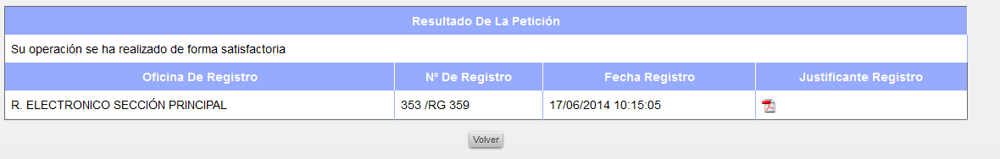 Resultado De La Petición
Su operación se ha realizado de forma satisfactoria
Oficina De Registro Nº De Registro Fecha Registro Justificante Registro
R. ELECTRONICO SECCIÓN PRINCIPAL 353 /RG 359 17/06/2014 10:15:05
Volver